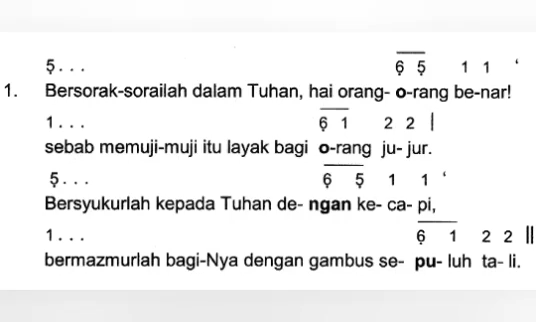 5̣ . . . 6̣ 5̣ 1 1 ‘
1. Bersorak-sorailah dalam Tuhan, hai orang- o-rang be-nar!
1 . . . 6̣ 1 2 2 |
sebab memuji-muji itu layak bagi o-rang ju- jur.
5̣ . . . 6̣ 5̣ 1 1 ‘
Bersyukurlah kepada Tuhan de- ngan ke- ca- pi,
1 . . . 6̣ 1 2 2 ||
bermazmurlah bagi-Nya dengan gambus se- pu- luh ta- li.